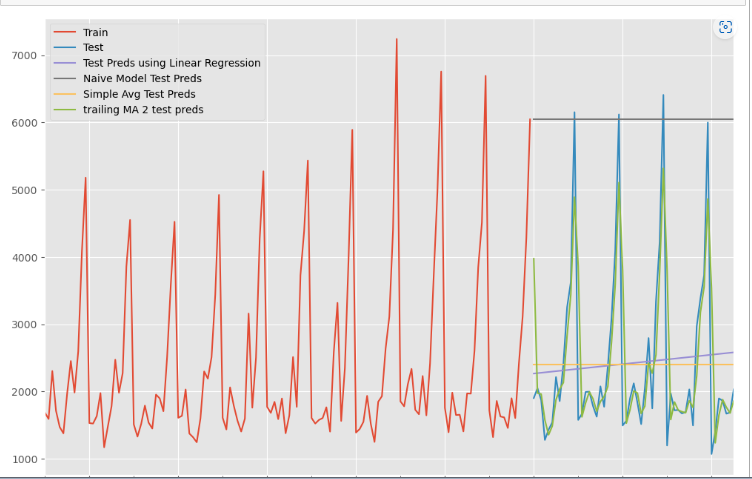 Train
Test
Test Preds using Linear Regression
Naive Model Test Preds
Simple Avg Test Preds
trailing MA 2 test preds
7000
6000
5000
4000
3000
2000
1000